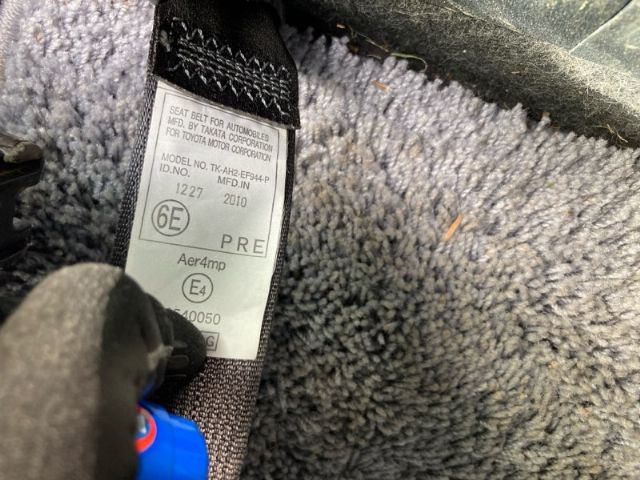 SEAT BELT FOR AUTOMOBILES
MFD. BY TAKATA CORPORATION
FOR TOYOTA MOTOR CORPORATION
MODEL NO. TK-AH2-EF944-P
ID.NO. MFD.IN
1227 2010
6E
PRE
Aer4mp
E4
540050
G